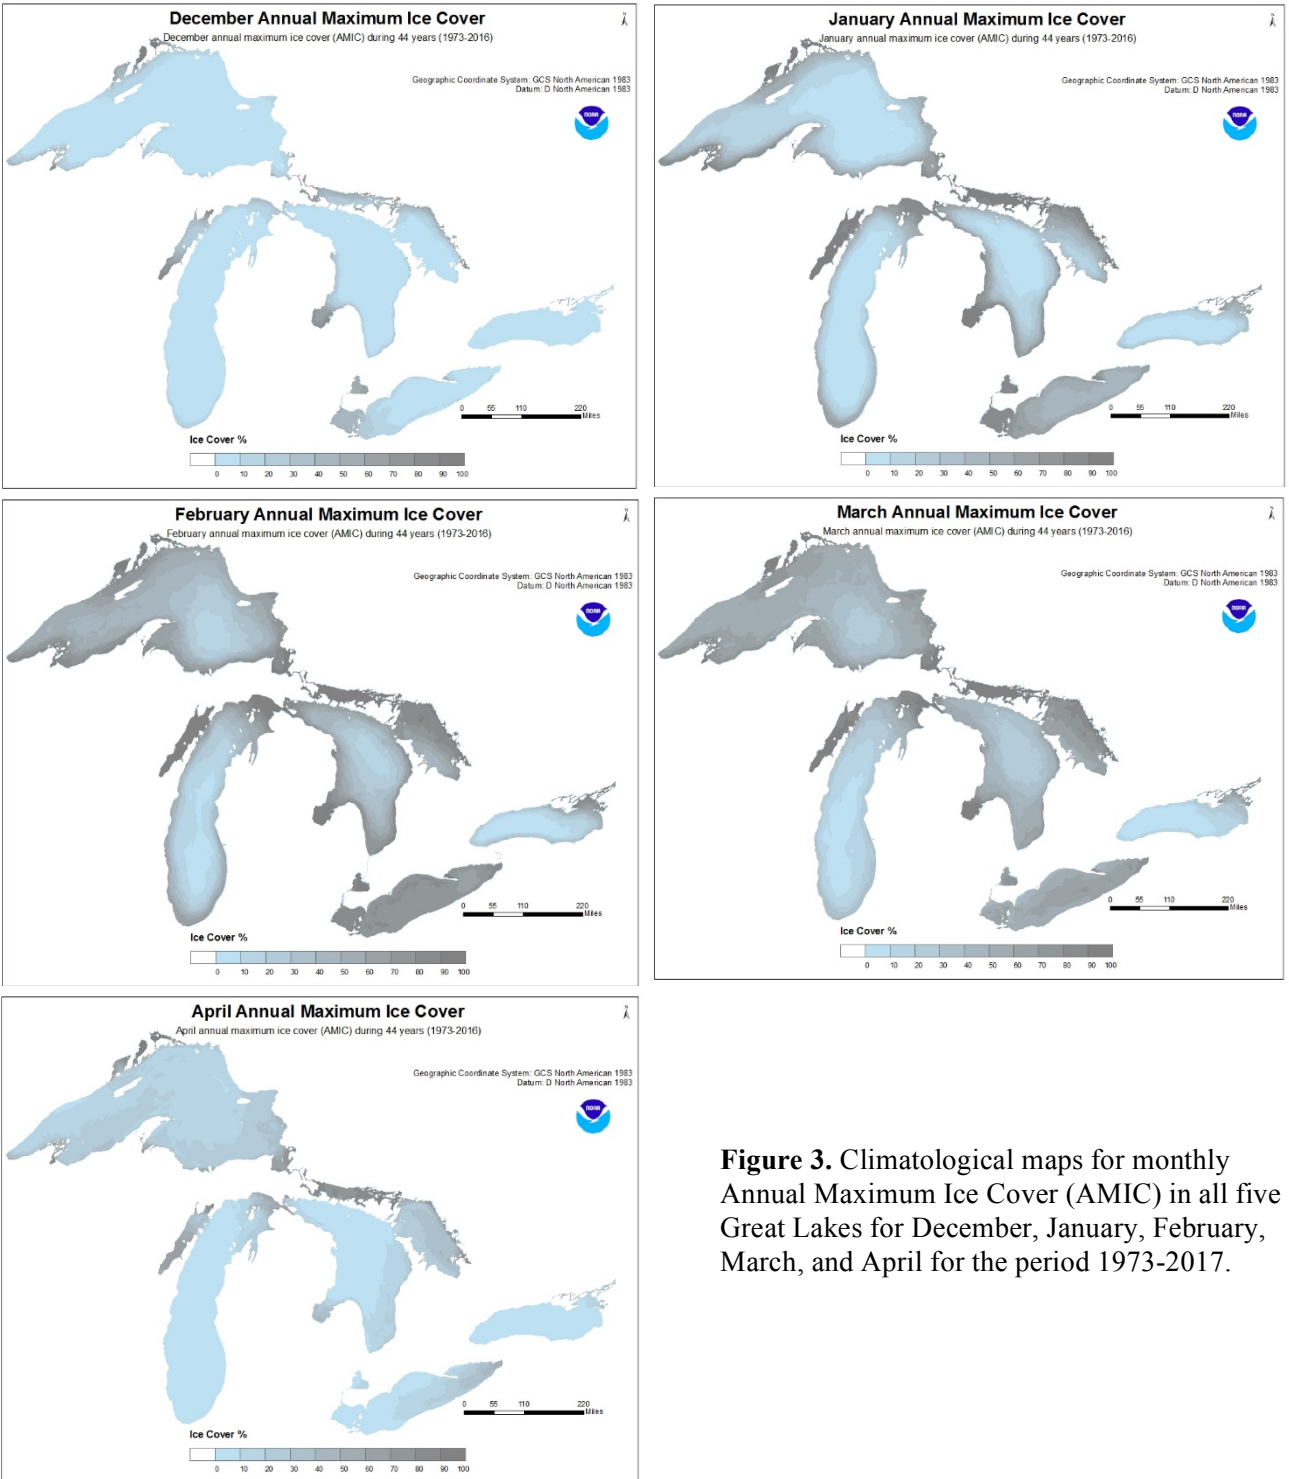 December Annual Maximum Ice Cover
December annual maximum ice cover (AMIC) during 44 years (1973-2016)
N
Geographic Coordinate System: GCS North American 1983
Datum: D North American 1983
NOAA
0 55 110 220
Miles
Ice Cover %
0 10 20 30 40 50 60 70 80 90 100
January Annual Maximum Ice Cover
January annual maximum ice cover (AMIC) during 44 years (1973-2016)
N
Geographic Coordinate System: GCS North American 1983
Datum: D North American 1983
NOAA
0 55 110 220
Miles
Ice Cover %
0 10 20 30 40 50 60 70 80 90 100
February Annual Maximum Ice Cover
February annual maximum ice cover (AMIC) during 44 years (1973-2016)
N
Geographic Coordinate System: GCS North American 1983
Datum: D North American 1983
NOAA
0 55 110 220
Miles
Ice Cover %
0 10 20 30 40 50 60 70 80 90 100
March Annual Maximum Ice Cover
March annual maximum ice cover (AMIC) during 44 years (1973-2016)
N
Geographic Coordinate System: GCS North American 1983
Datum: D North American 1983
NOAA
0 55 110 220
Miles
Ice Cover %
0 10 20 30 40 50 60 70 80 90 100
April Annual Maximum Ice Cover
April annual maximum ice cover (AMIC) during 44 years (1973-2016)
N
Geographic Coordinate System: GCS North American 1983
Datum: D North American 1983
NOAA
0 55 110 220
Miles
Ice Cover %
0 10 20 30 40 50 60 70 80 90 100
Figure 3. Climatological maps for monthly
Annual Maximum Ice Cover (AMIC) in all five
Great Lakes for December, January, February,
March, and April for the period 1973-2017.